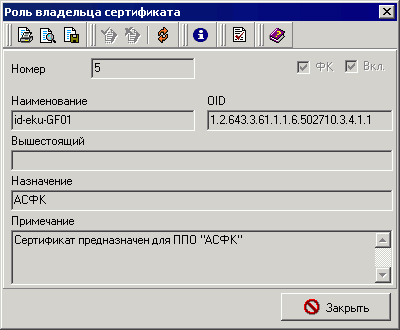 Роль владельца сертификата
Номер 5 ФК Вкл.
Наименование OID
id-eku-GF01 1.2.643.3.61.1.1.6.502710.3.4.1.1
Вышестоящий
Назначение
АСФК
Примечание
Сертификат предназначен для ППО "АСФК"
Закрыть